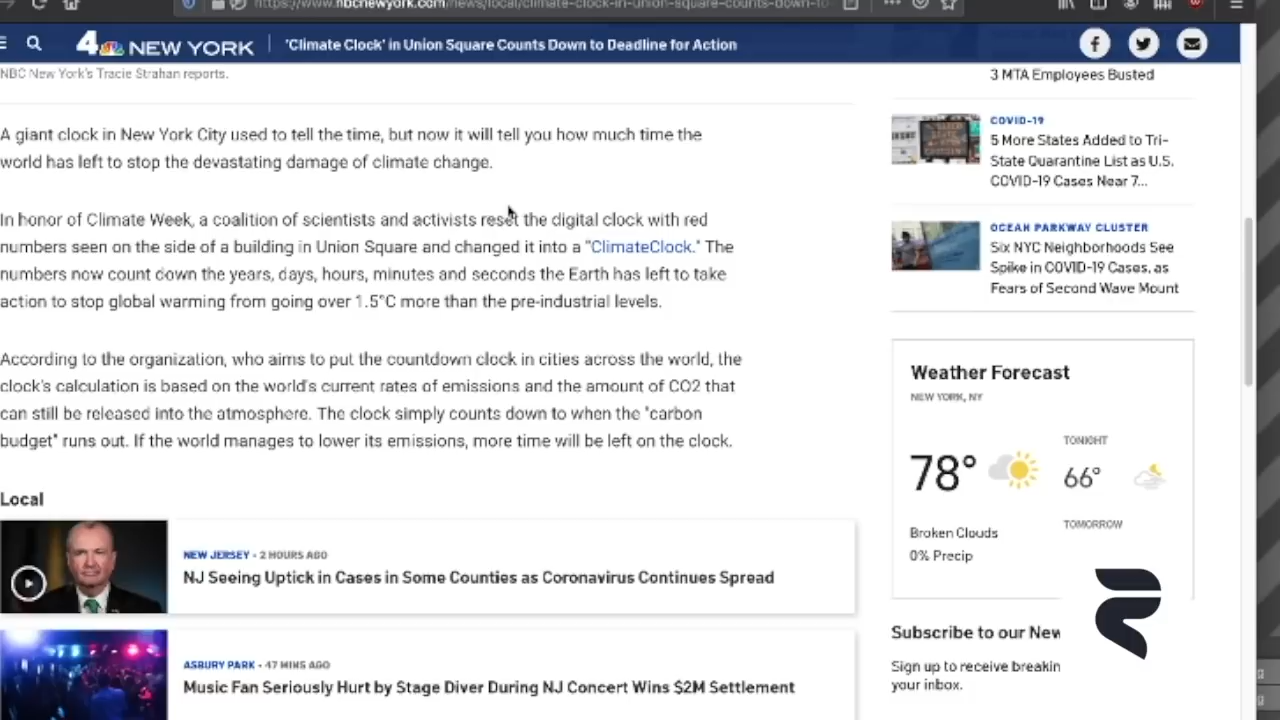 https://www.nbcnewyork.com/news/local/climate-clock-in-union-square-counts-down-to-
4 NEW YORK
'Climate Clock' in Union Square Counts Down to Deadline for Action
NBC New York's Tracie Strahan reports.
A giant clock in New York City used to tell the time, but now it will tell you how much time the
world has left to stop the devastating damage of climate change.
In honor of Climate Week, a coalition of scientists and activists reset the digital clock with red
numbers seen on the side of a building in Union Square and changed it into a "ClimateClock." The
numbers now count down the years, days, hours, minutes and seconds the Earth has left to take
action to stop global warming from going over 1.5°C more than the pre-industrial levels.
According to the organization, who aims to put the countdown clock in cities across the world, the
clock's calculation is based on the world's current rates of emissions and the amount of CO2 that
can still be released into the atmosphere. The clock simply counts down to when the "carbon
budget" runs out. If the world manages to lower its emissions, more time will be left on the clock.
Local
NEW JERSEY • 2 HOURS AGO
NJ Seeing Uptick in Cases in Some Counties as Coronavirus Continues Spread
ASBURY PARK • 47 MINS AGO
Music Fan Seriously Hurt by Stage Diver During NJ Concert Wins $2M Settlement
3 MTA Employees Busted
COVID-19
5 More States Added to Tri-
State Quarantine List as U.S.
COVID-19 Cases Near 7...
OCEAN PARKWAY CLUSTER
Six NYC Neighborhoods See
Spike in COVID-19 Cases, as
Fears of Second Wave Mount
Weather Forecast
NEW YORK, NY
78°
TONIGHT
66°
TOMORROW
Broken Clouds
0% Precip
Subscribe to our New
Sign up to receive breakin
your inbox.